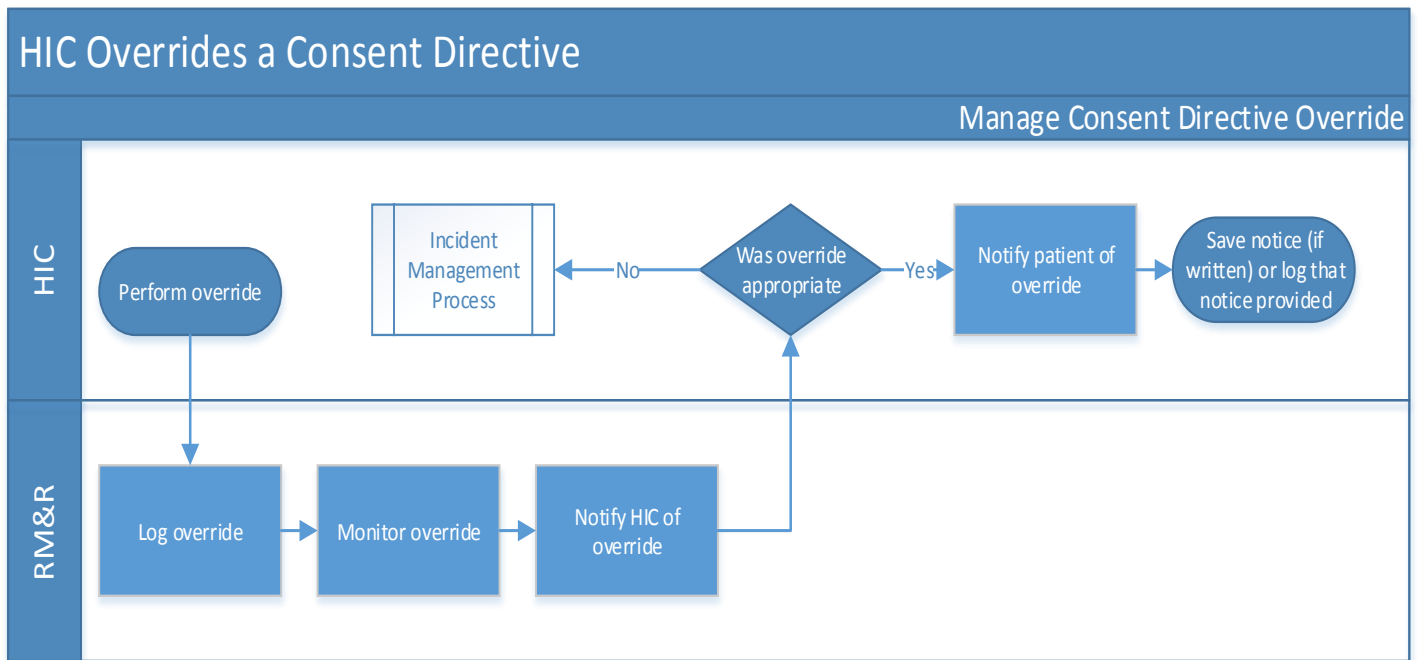 HIC Overrides a Consent Directive
Manage Consent Directive Override
HIC
Perform override
Incident
Management
Process
No
Was override
appropriate
Yes
Notify patient of
override
Save notice (if
written) or log that
notice provided
RM&R
Log override
Monitor override
Notify HIC of
override